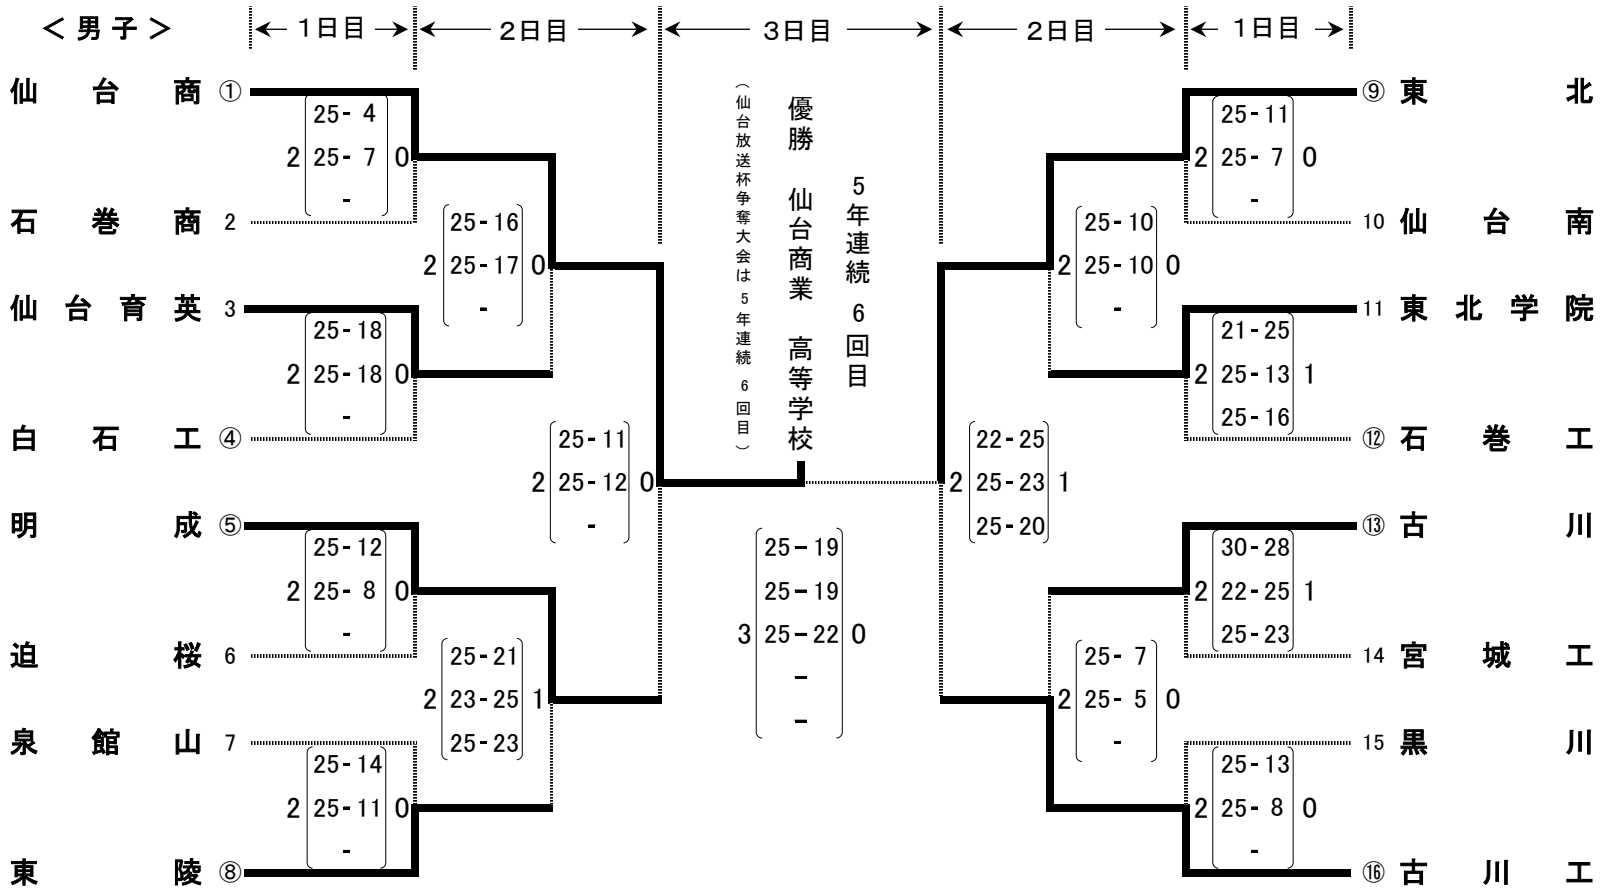 ＜ 男 子 ＞
1日目
2日目
3日目
2日目
1日目
仙台商 ①
石巻商 2
仙台育英 3
白石工 ④
明成 ⑤
迫桜 6
泉館山 7
東陵 ⑧
25- 4
2 25- 7 0
-
25-18
2 25-18 0
-
25-12
2 25- 8 0
-
25-14
2 25-11 0
-
25-16
2 25-17 0
-
25-21
2 23-25 1
25-23
25-11
2 25-12 0
-
5年連続 6回目
優勝 仙台商業 高等学校
(仙台放送杯争奪大会は 5年連続 6回目)
25-19
25-19
3 25-22 0
-
-
22-25
2 25-23 1
25-20
25-10
2 25-10 0
-
25- 7
2 25- 5 0
-
25-11
2 25- 7 0
-
21-25
2 25-13 1
25-16
30-28
2 22-25 1
25-23
25-13
2 25- 8 0
-
⑨ 東北
10 仙台南
11 東北学院
⑫ 石巻工
⑬ 古川
14 宮城工
15 黒川
⑯ 古川工